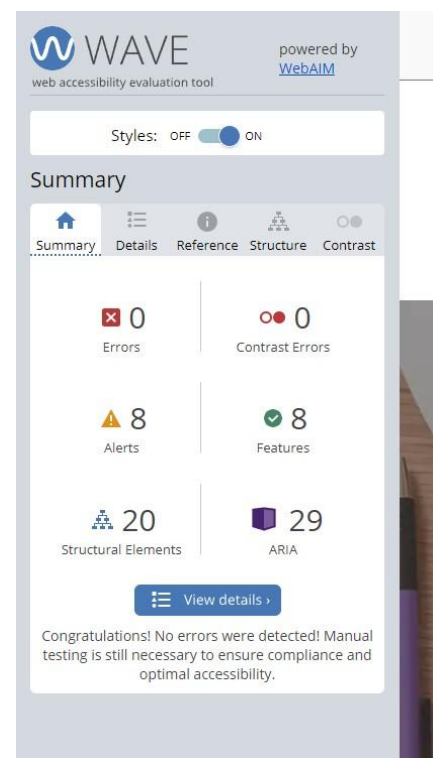 WAVE
web accessibility evaluation tool
powered by
WebAIM
Styles: OFF ON
Summary
Summary Details Reference Structure Contrast
0 0
Errors Contrast Errors
8 8
Alerts Features
20 29
Structural Elements ARIA
View details ›
Congratulations! No errors were detected! Manual
testing is still necessary to ensure compliance and
optimal accessibility.